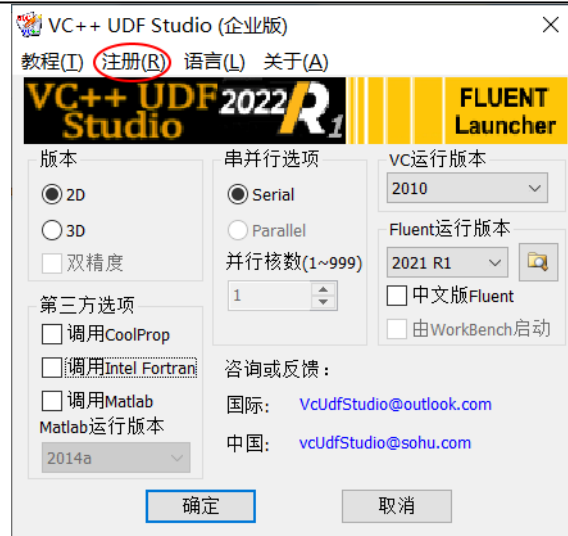 VC++ UDF Studio (企业版)
教程(T) 注册(R) 语言(L) 关于(A)
VC++ UDF Studio 2022 R1 FLUENT Launcher
版本
2D
3D
双精度
串并行选项
Serial
Parallel
并行核数(1~999)
1
VC运行版本
2010
Fluent运行版本
2021 R1
中文版Fluent
由WorkBench启动
第三方选项
调用CoolProp
调用Intel Fortran
调用Matlab
Matlab运行版本
2014a
咨询或反馈：
国际: VcUdfStudio@outlook.com
中国: vcUdfStudio@sohu.com
确定 取消